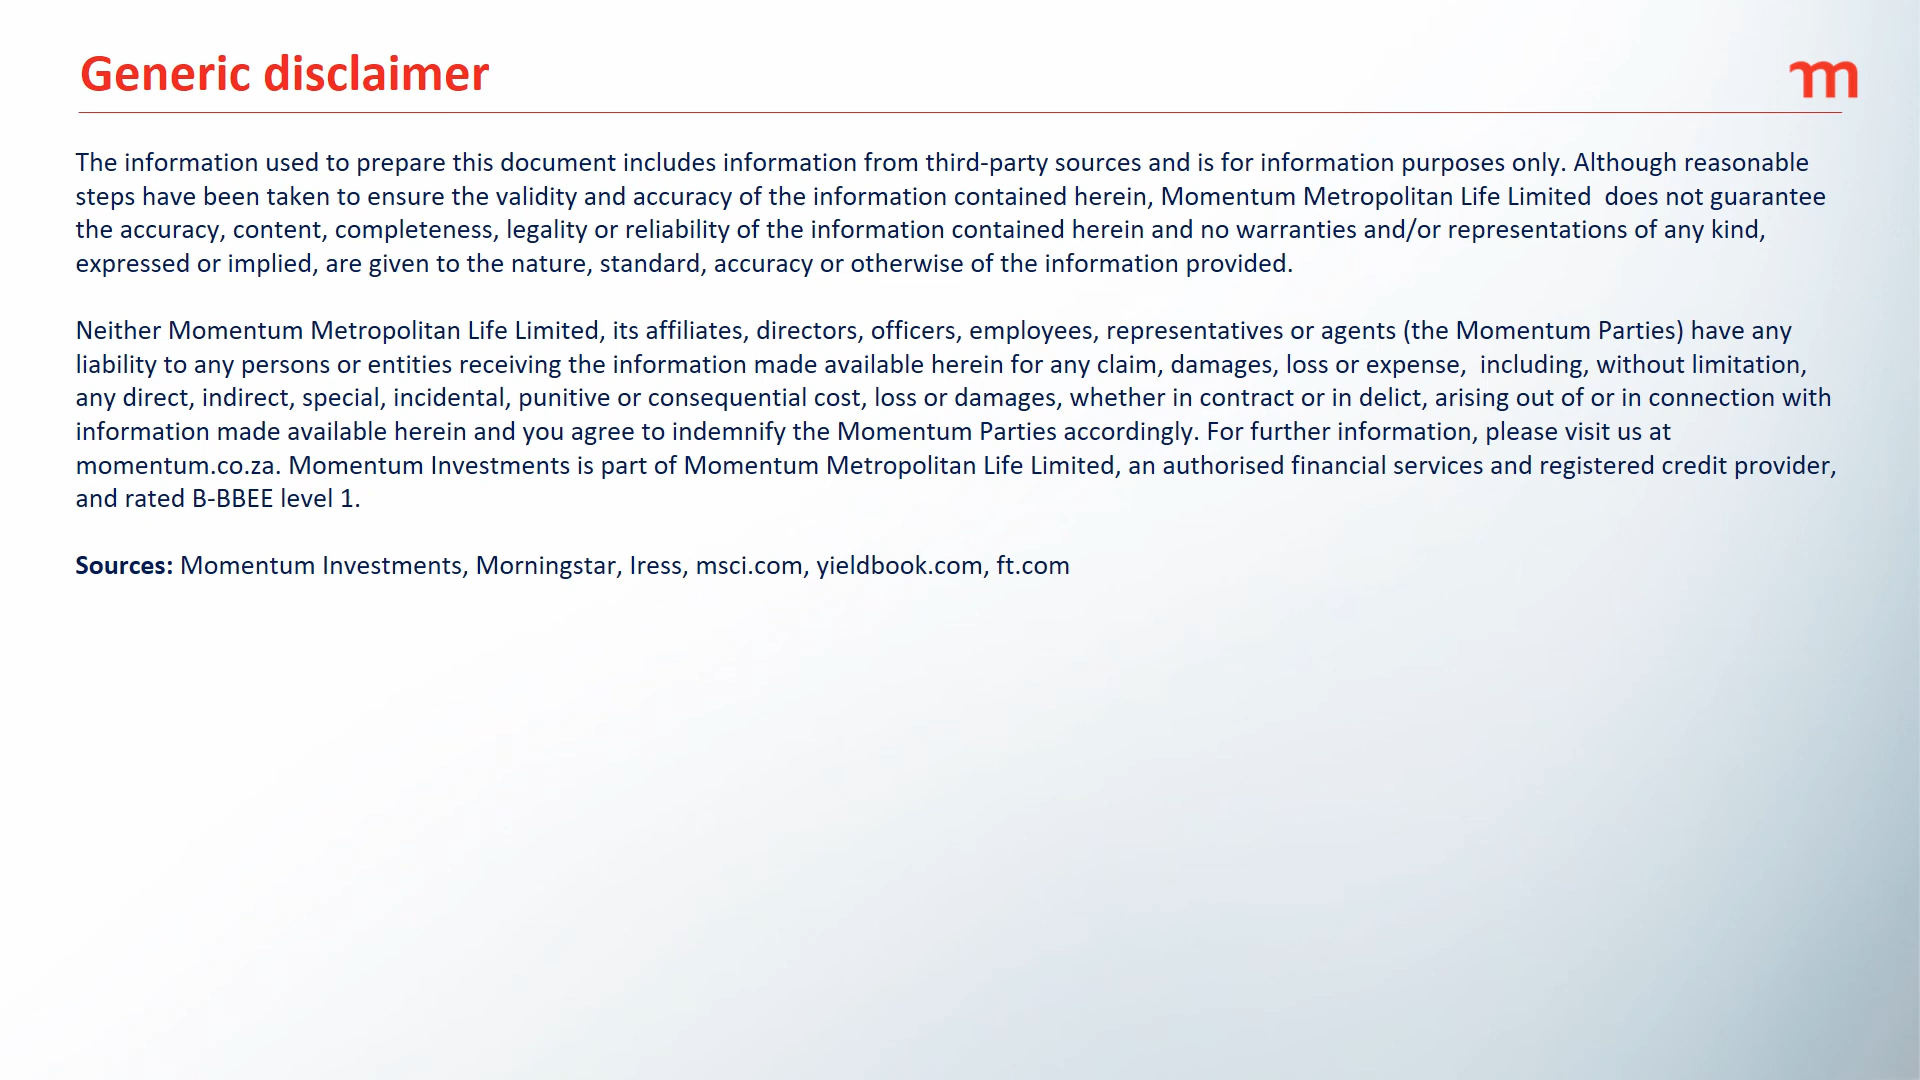 Generic disclaimer
m
The information used to prepare this document includes information from third-party sources and is for information purposes only. Although reasonable
steps have been taken to ensure the validity and accuracy of the information contained herein, Momentum Metropolitan Life Limited  does not guarantee
the accuracy, content, completeness, legality or reliability of the information contained herein and no warranties and/or representations of any kind,
expressed or implied, are given to the nature, standard, accuracy or otherwise of the information provided.
Neither Momentum Metropolitan Life Limited, its affiliates, directors, officers, employees, representatives or agents (the Momentum Parties) have any
liability to any persons or entities receiving the information made available herein for any claim, damages, loss or expense,  including, without limitation,
any direct, indirect, special, incidental, punitive or consequential cost, loss or damages, whether in contract or in delict, arising out of or in connection with
information made available herein and you agree to indemnify the Momentum Parties accordingly. For further information, please visit us at
momentum.co.za. Momentum Investments is part of Momentum Metropolitan Life Limited, an authorised financial services and registered credit provider,
and rated B-BBEE level 1.
Sources: Momentum Investments, Morningstar, Iress, msci.com, yieldbook.com, ft.com